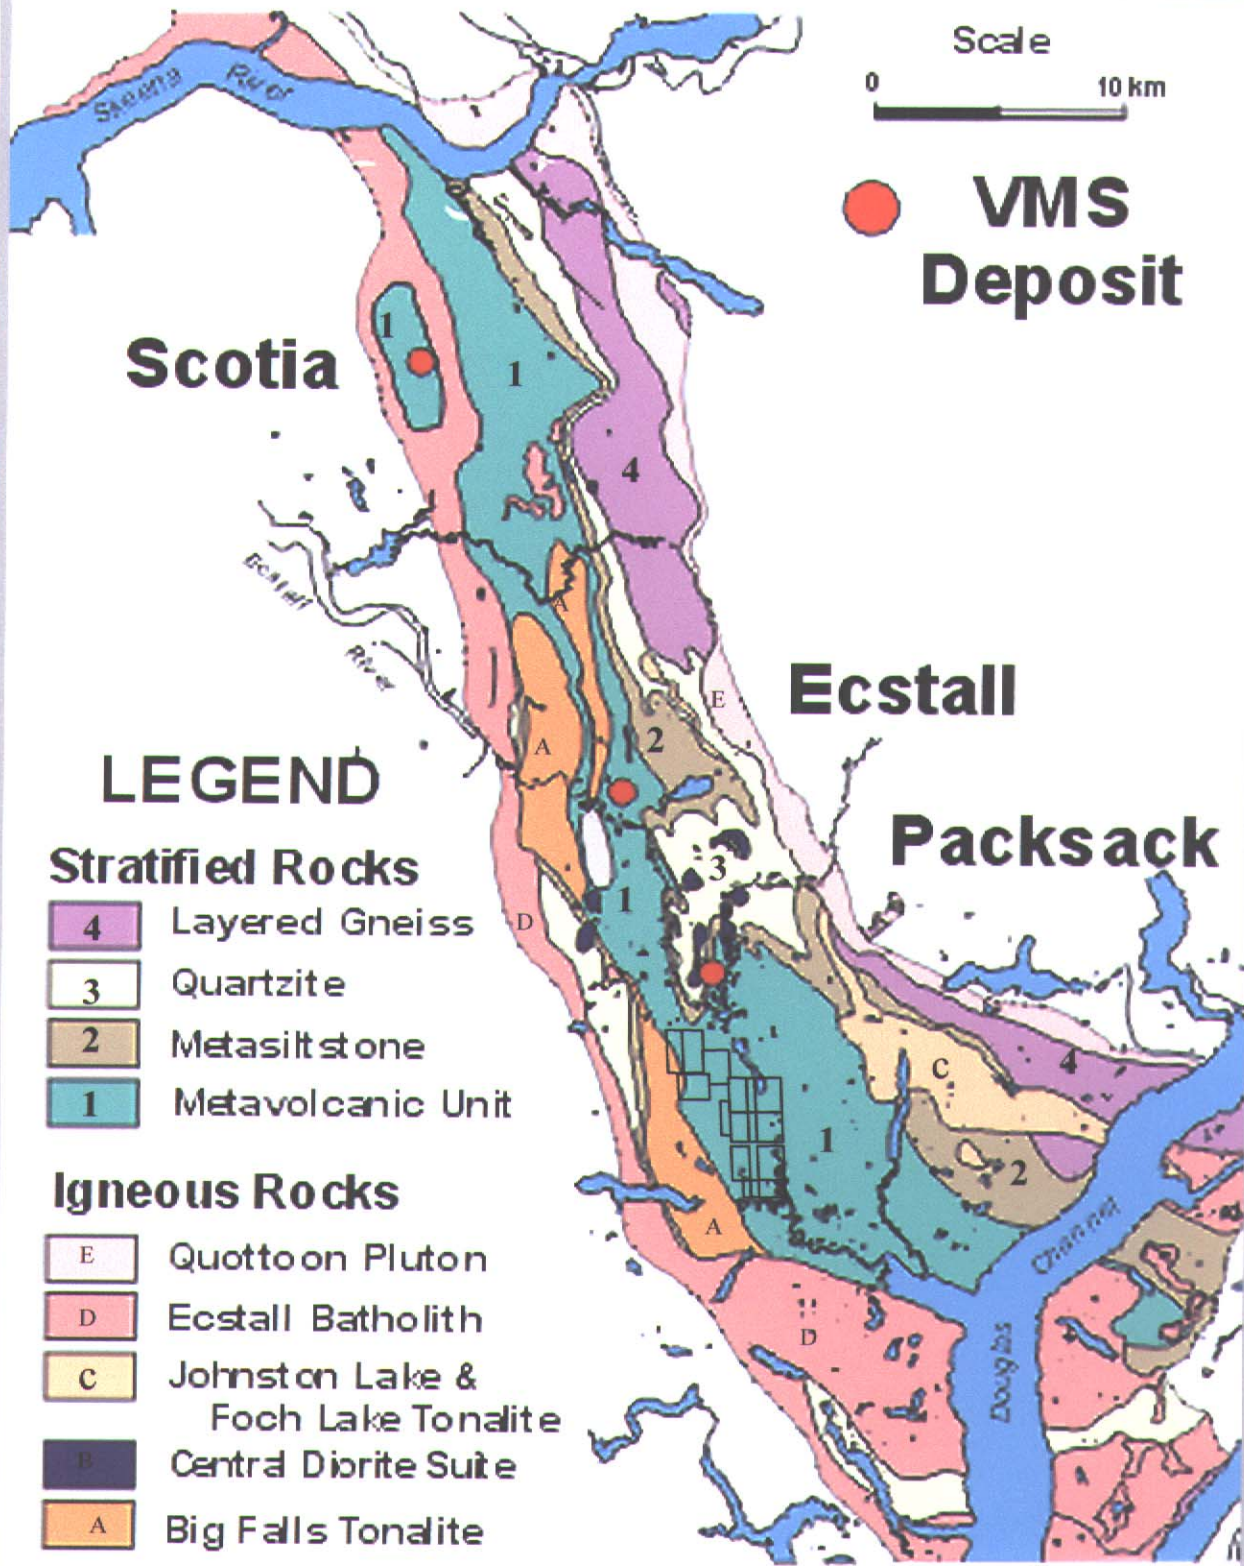 Scale
0 10 km
VMS
Deposit
Skeena River
Scotia
1
1
4
Ecstall
River
A
E
Ecstall
2
A
LEGEND
Packsack
Stratified Rocks
3
1
D
4 Layered Gneiss
3 Quartzite
2 Metasiltstone
1 Metavolcanic Unit
C
4
1
2
A
Igneous Rocks
E Quottoon Pluton
D Ecstall Batholith
C Johnston Lake &
Foch Lake Tonalite
B Central Diorite Suite
A Big Falls Tonalite
D
Douglas Channel